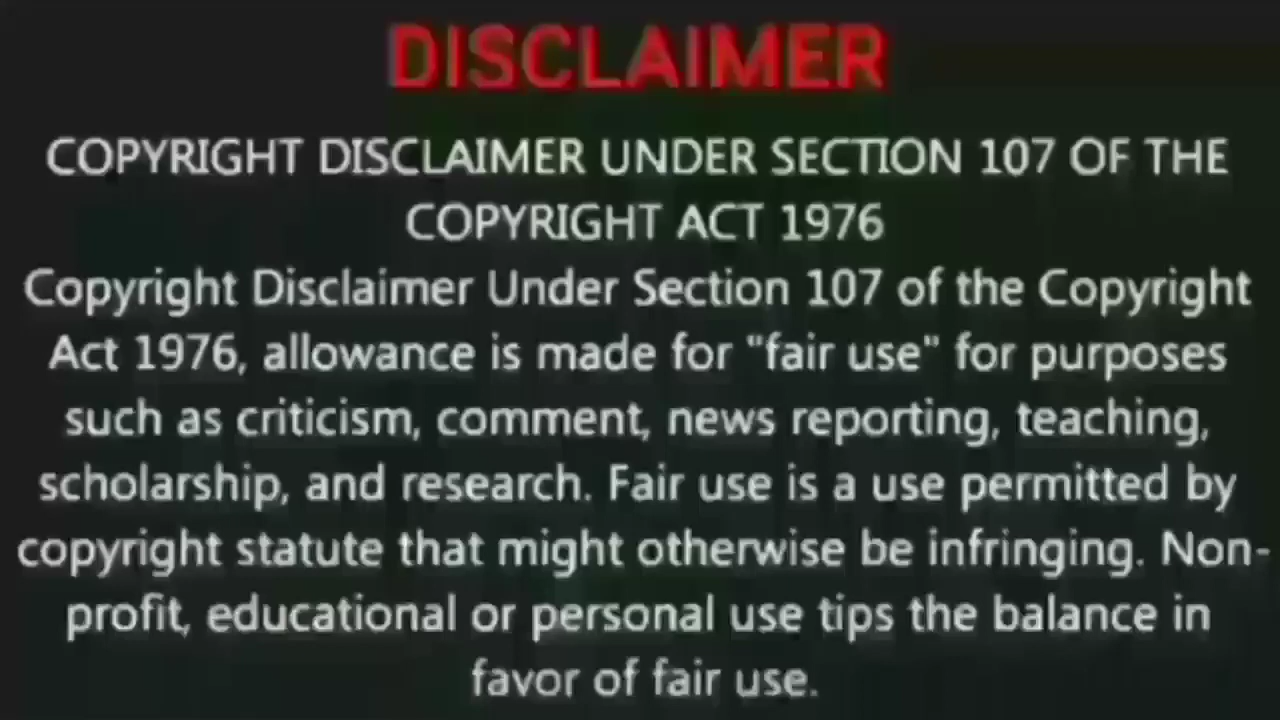 DISCLAIMER
COPYRIGHT DISCLAIMER UNDER SECTION 107 OF THE
COPYRIGHT ACT 1976
Copyright Disclaimer Under Section 107 of the Copyright
Act 1976, allowance is made for "fair use" for purposes
such as criticism, comment, news reporting, teaching,
scholarship, and research. Fair use is a use permitted by
copyright statute that might otherwise be infringing. Non-
profit, educational or personal use tips the balance in
favor of fair use.